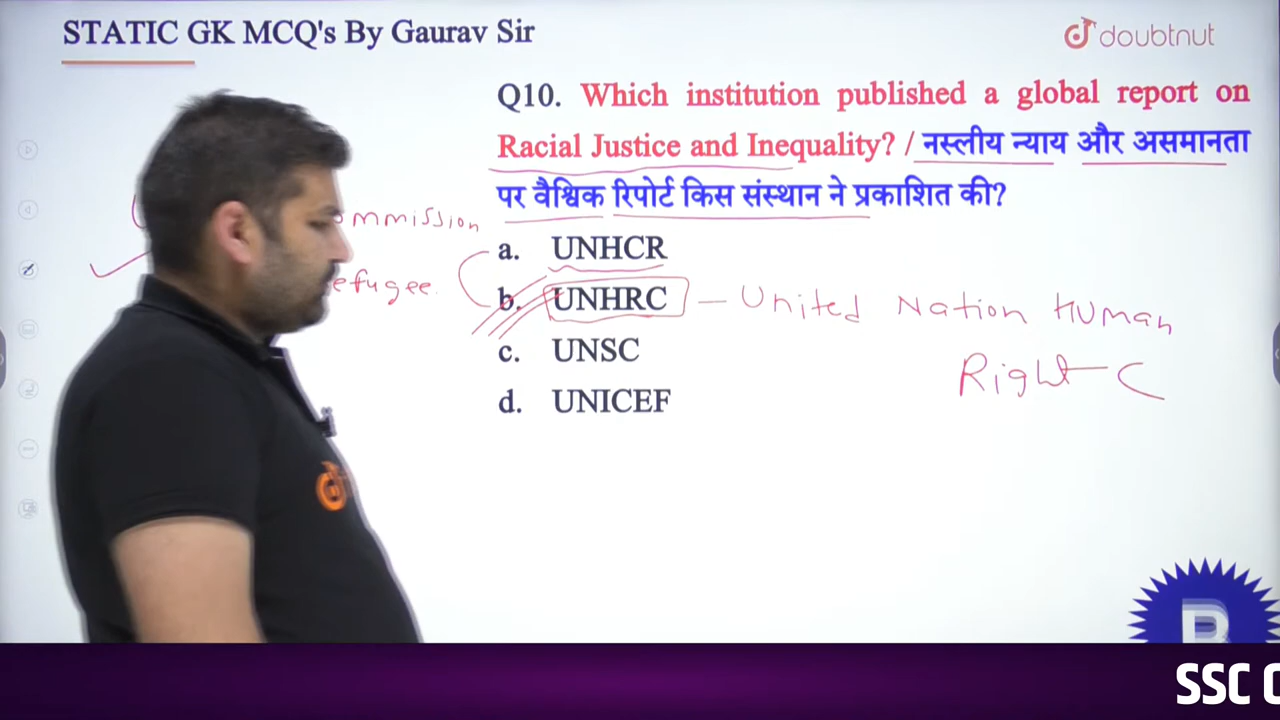 STATIC GK MCQ's By Gaurav Sir
doubtnut
Q10. Which institution published a global report on
Racial Justice and Inequality? / नस्लीय न्याय और असमानता
पर वैश्विक रिपोर्ट किस संस्थान ने प्रकाशित की?
mmission
efugee.
a. UNHCR
b. UNHRC – United Nation Human
Right C
c. UNSC
d. UNICEF
B
SSC